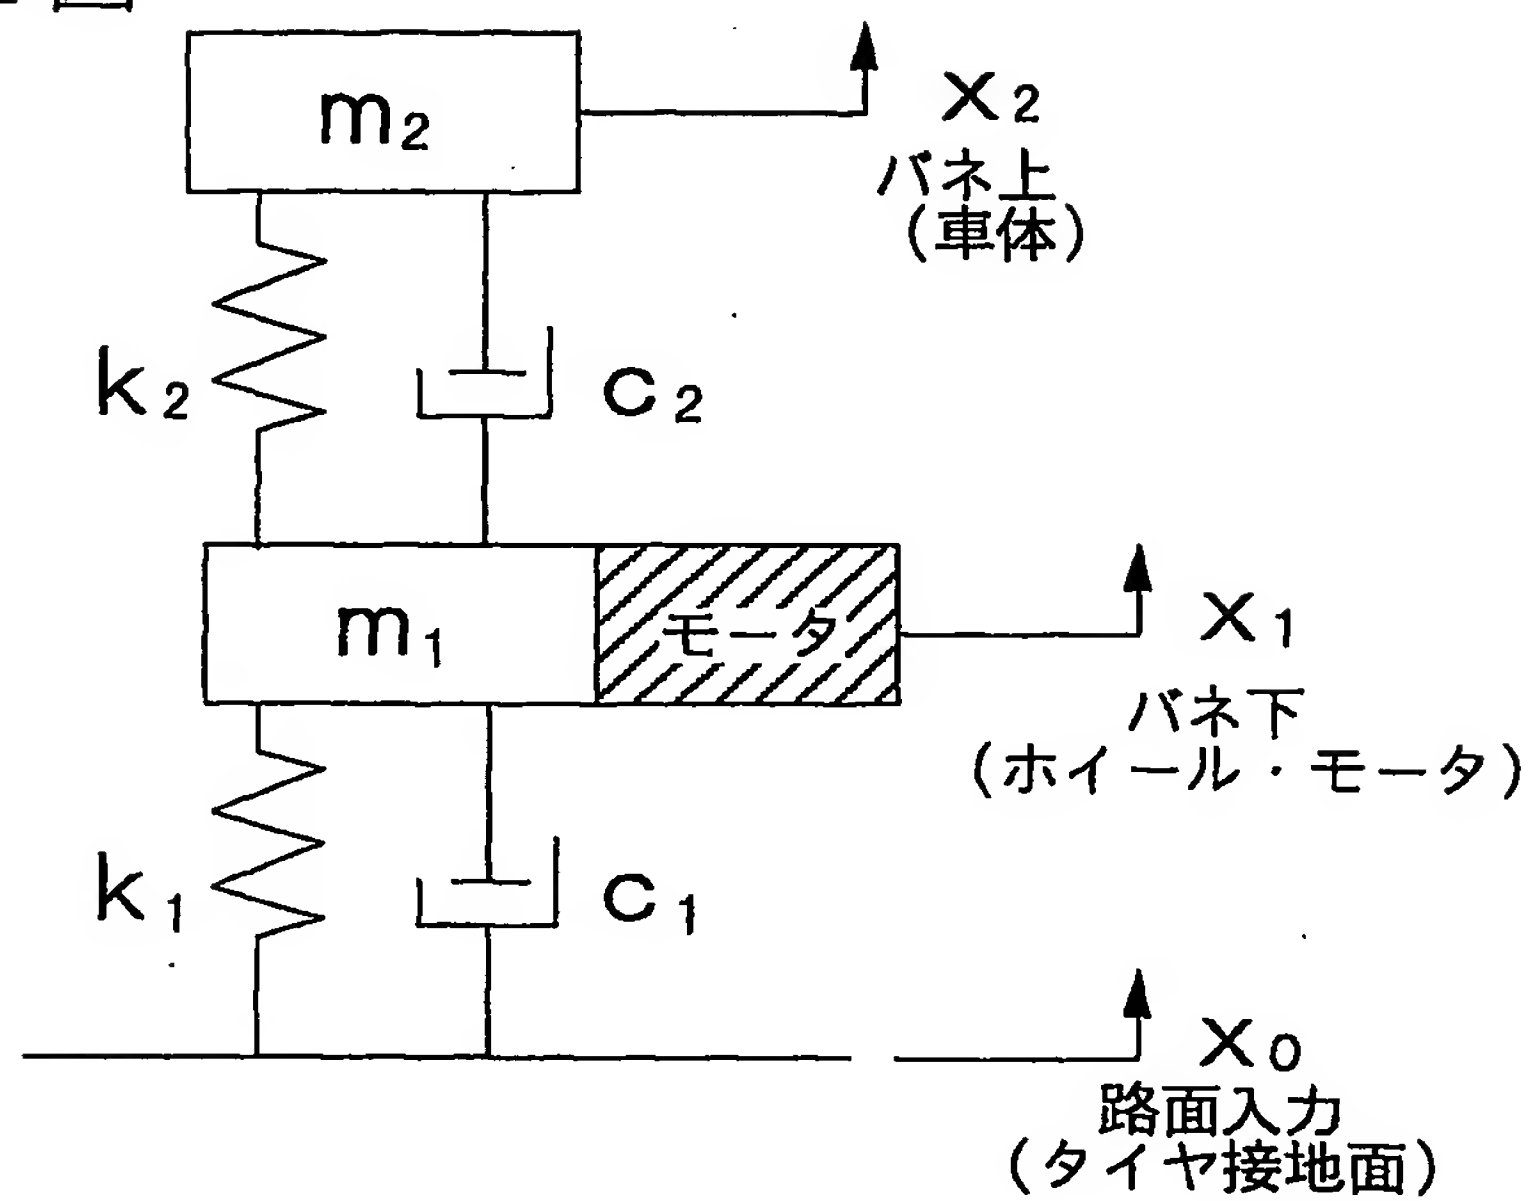 図
m₂
x₂
バネ上
(車体)
k₂
c₂
m₁
モータ
x₁
バネ下
(ホイール・モータ)
k₁
c₁
x₀
路面入力
(タイヤ接地面)